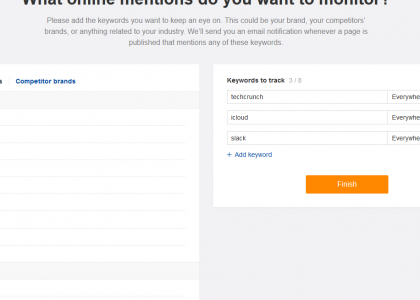 What online mentions do you want to monitor?
Please add the keywords you want to keep an eye on. This could be your brand, your competitors'
brands, or anything related to your industry. We'll send you an email notification whenever a page is
published that mentions any of these keywords.
Competitor brands
Keywords to track 3 / 8
techcrunch Everywhe
icloud Everywhe
slack Everywhe
+ Add keyword
Finish